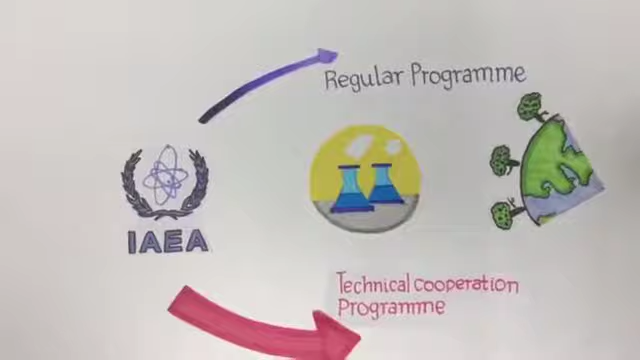 Regular Programme
IAEA
Technical cooperation
Programme